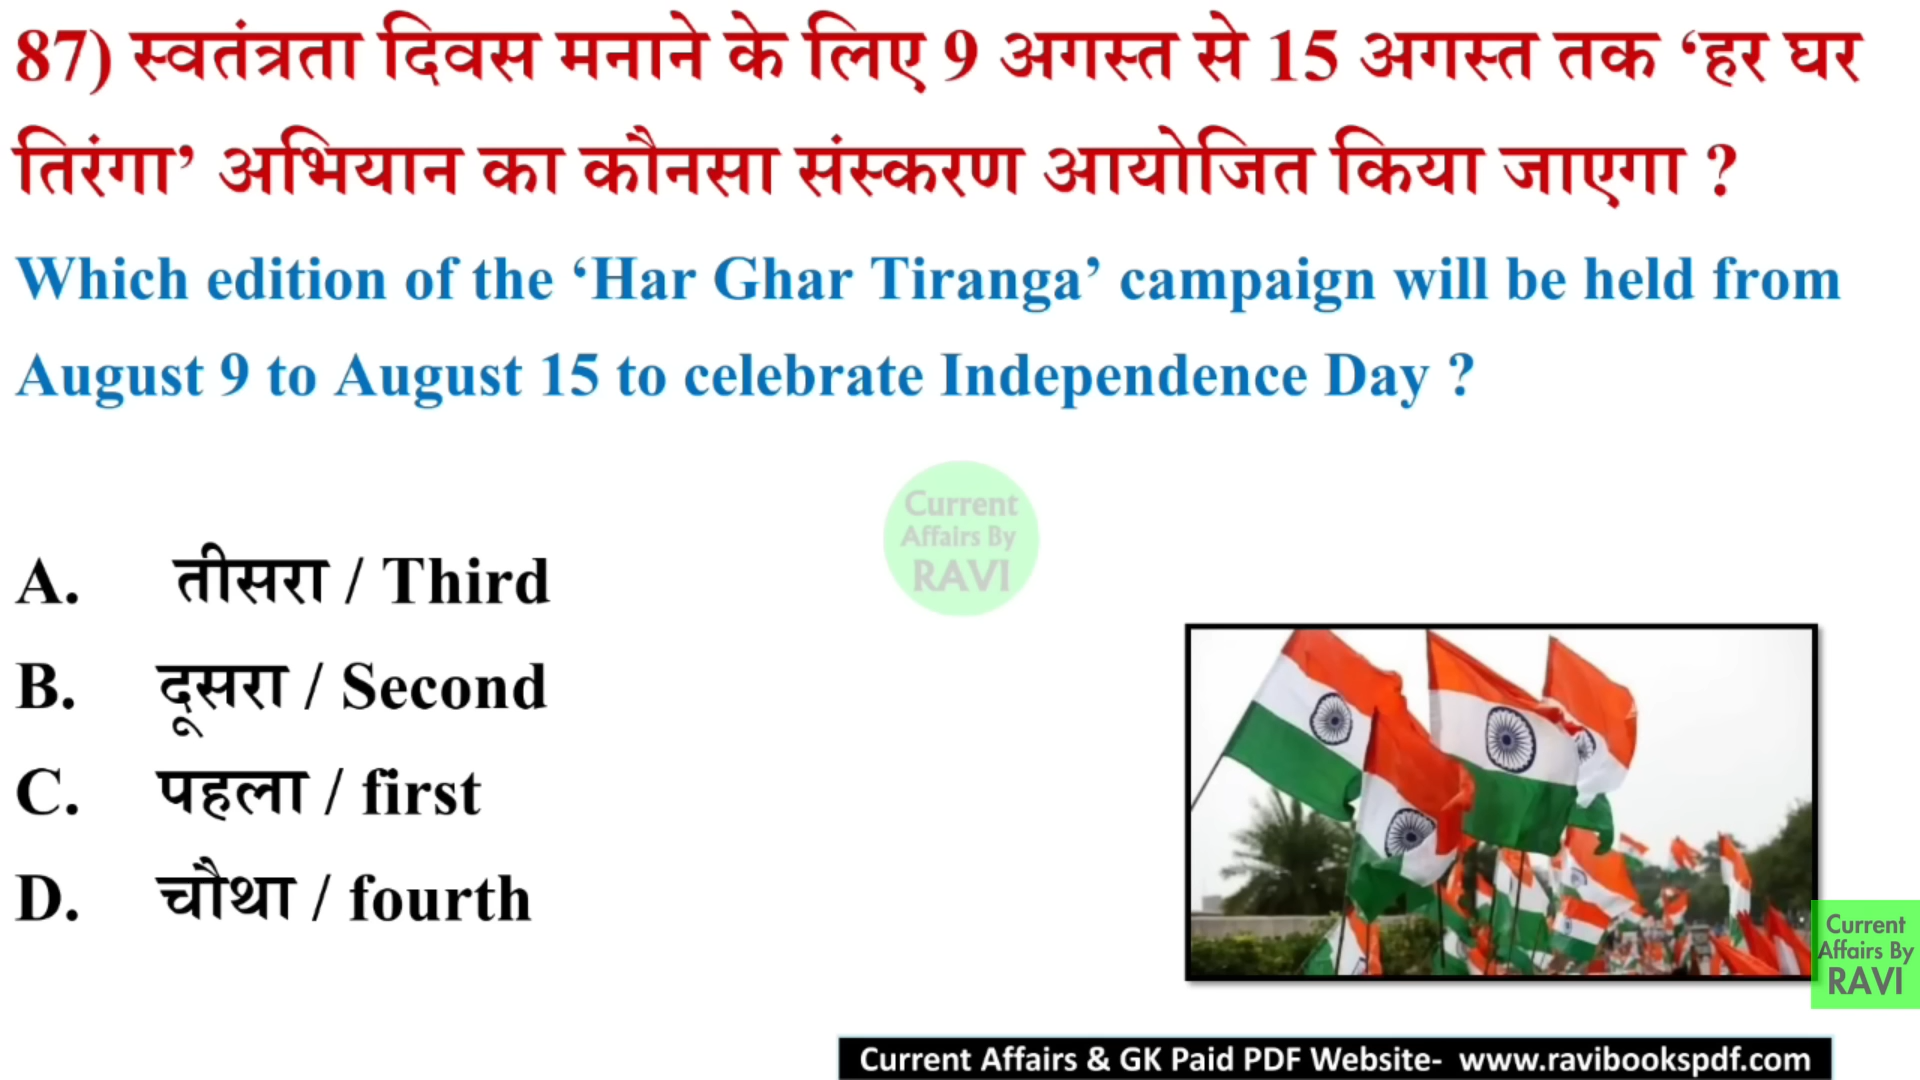 87) स्वतंत्रता दिवस मनाने के लिए 9 अगस्त से 15 अगस्त तक ‘हर घर
तिरंगा’ अभियान का कौनसा संस्करण आयोजित किया जाएगा ?
Which edition of the ‘Har Ghar Tiranga’ campaign will be held from
August 9 to August 15 to celebrate Independence Day ?
Current
Affairs By
RAVI
A. तीसरा / Third
B. दूसरा / Second
C. पहला / first
D. चौथा / fourth
Current
Affairs By
RAVI
Current Affairs & GK Paid PDF Website- www.ravibookspdf.com